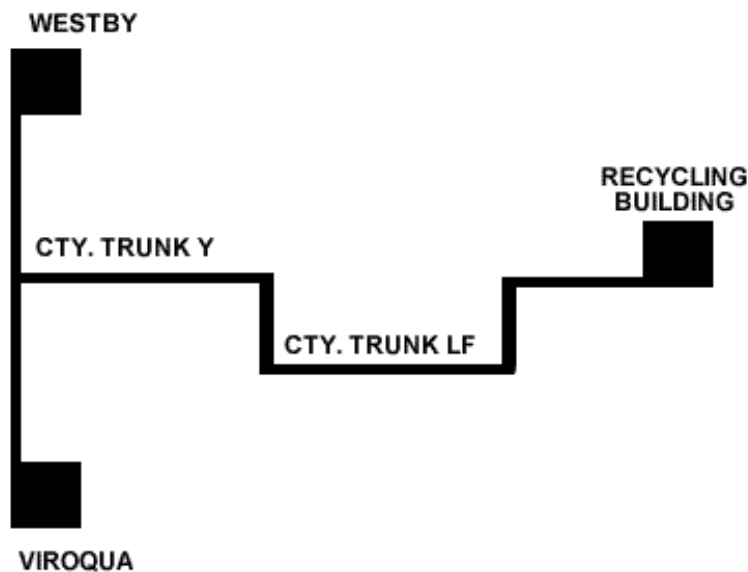 WESTBY
RECYCLING
BUILDING
CTY. TRUNK Y
CTY. TRUNK LF
VIROQUA